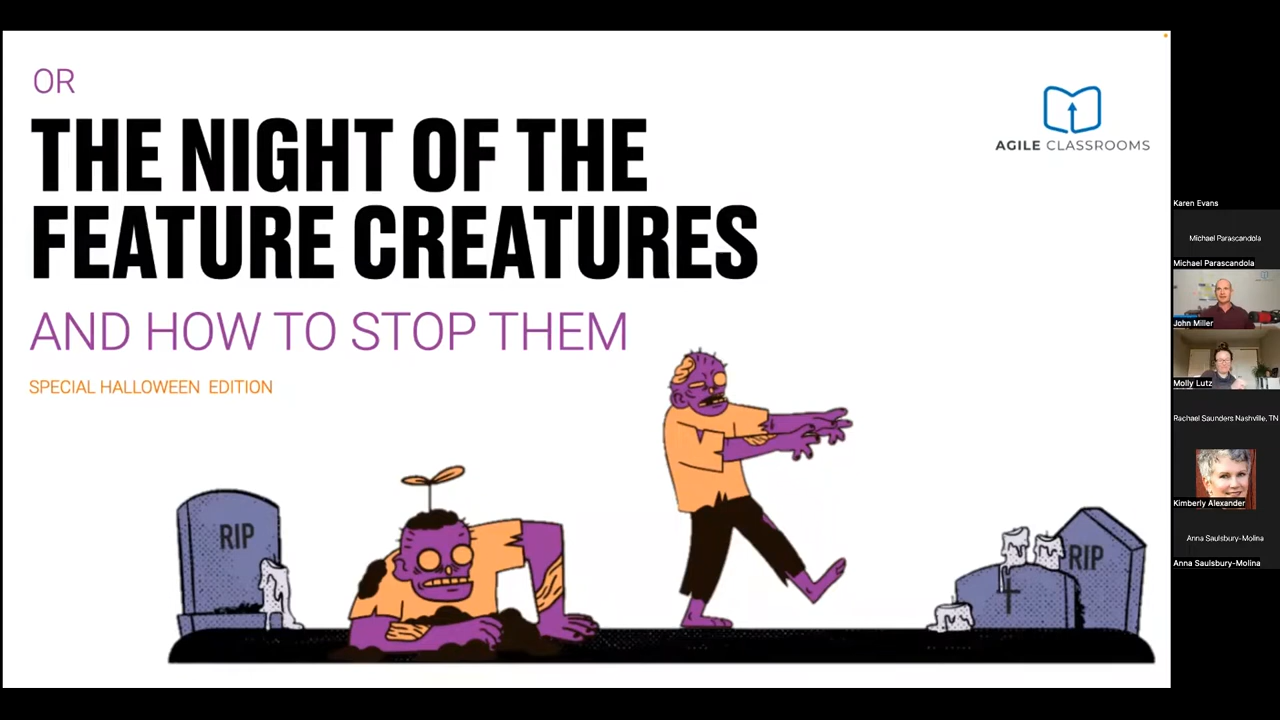 OR
THE NIGHT OF THE
FEATURE CREATURES
AND HOW TO STOP THEM
SPECIAL HALLOWEEN EDITION
AGILE CLASSROOMS
RIP
RIP
Karen Evans
Michael Parascandola
Michael Parascandola
John Miller
Molly Lutz
Rachael Saunders Nashville, TN
Kimberly Alexander
Anna Saulsbury-Molina
Anna Saulsbury-Molina